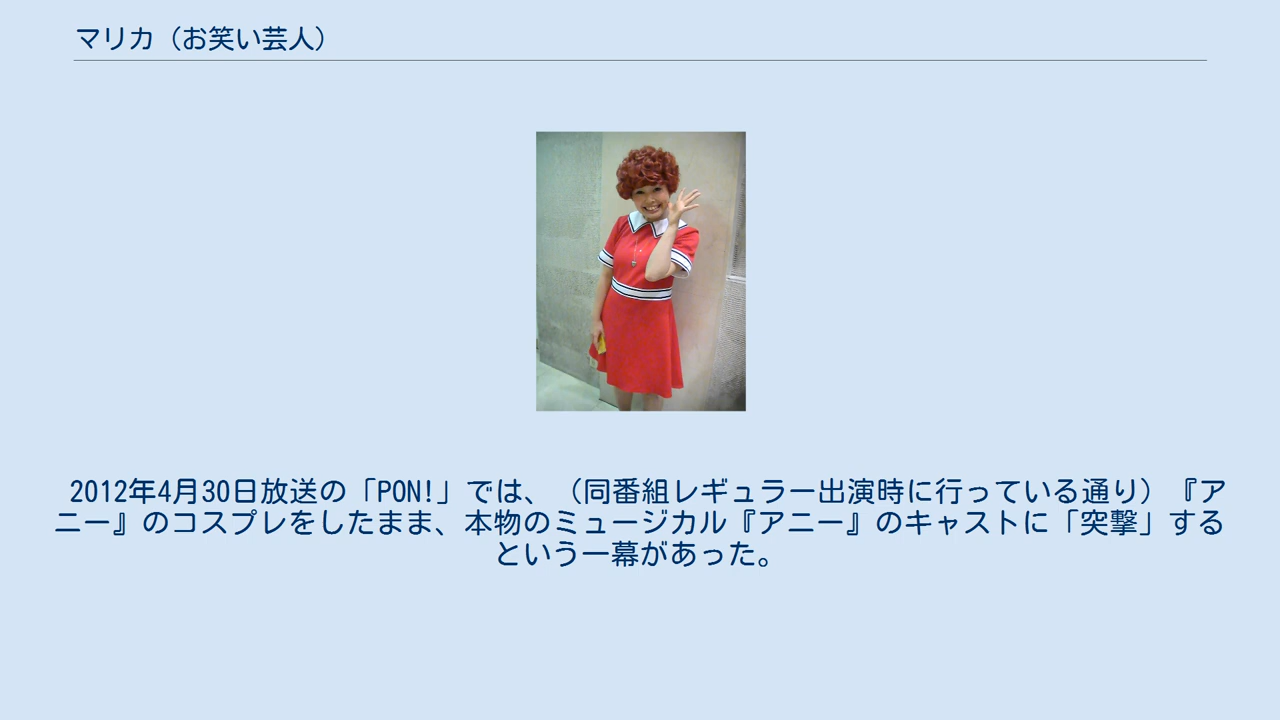 マリカ（お笑い芸人）
2012年4月30日放送の「PON!」では、（同番組レギュラー出演時に行っている通り）『ア
ニー』のコスプレをしたまま、本物のミュージカル『アニー』のキャストに「突撃」する
という一幕があった。